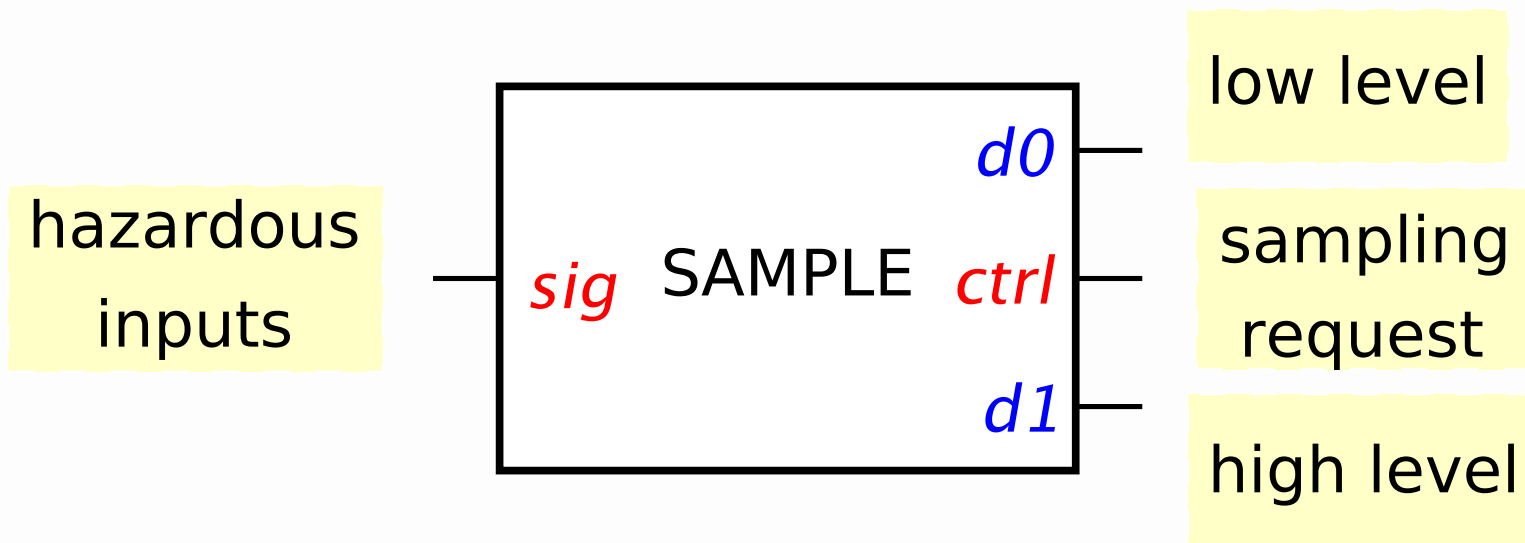 low level
d0
hazardous
inputs
sig
SAMPLE
ctrl
sampling
request
d1
high level